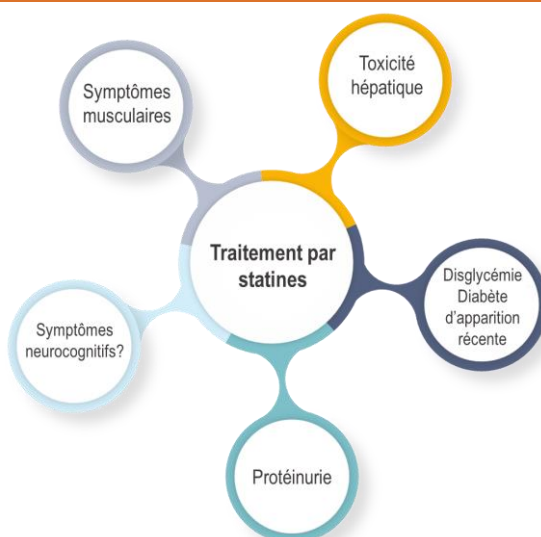 Symptômes
musculaires
Toxicité
hépatique
Traitement par
statines
Disglycémie
Diabète
d'apparition
récente
Symptômes
neurocognitifs?
Protéinurie